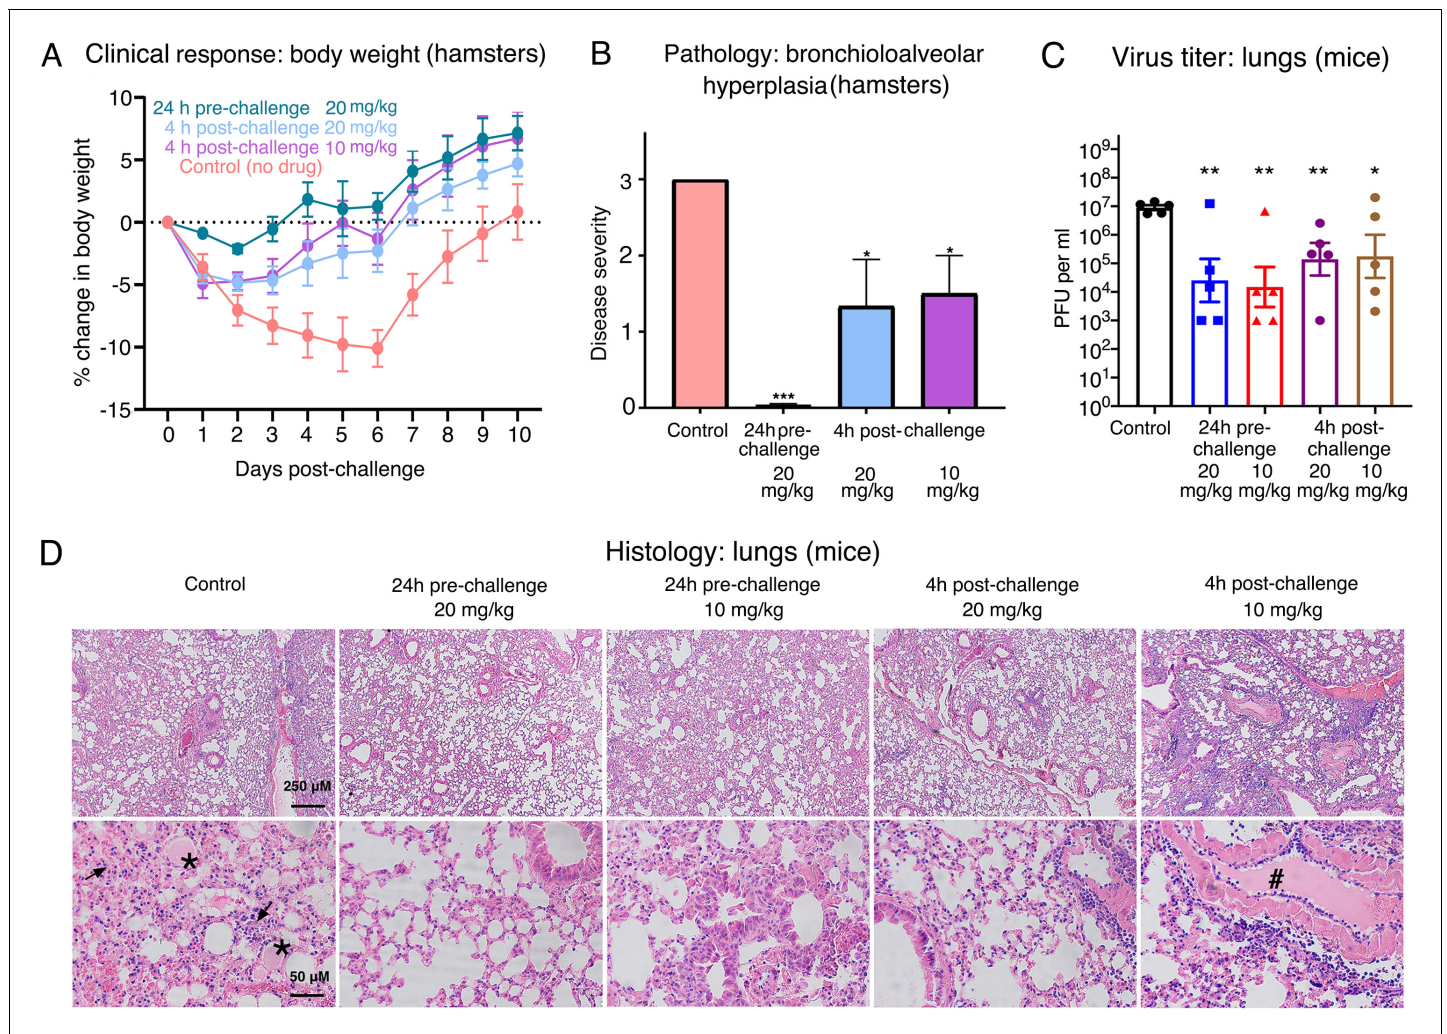 A
Clinical response: body weight (hamsters)
10
5
0
-5
-10
-15
% change in body weight
24 h pre-challenge 20 mg/kg
4 h post-challenge 20 mg/kg
4 h post-challenge 10 mg/kg
Control (no drug)
0 1 2 3 4 5 6 7 8 9 10
Days post-challenge
B
Pathology: bronchioloalveolar
hyperplasia (hamsters)
3
2
1
0
Disease severity
***
*
*
Control
24h pre-
challenge
20
mg/kg
4h post-challenge
20
mg/kg
10
mg/kg
C
Virus titer: lungs (mice)
10⁹
10⁸
10⁷
10⁶
10⁵
10⁴
10³
10²
10¹
10⁰
PFU per ml
** ** ** *
Control
24h pre-
challenge
20 10
mg/kg mg/kg
4h post-
challenge
20 10
mg/kg mg/kg
D
Histology: lungs (mice)
Control
24h pre-challenge
20 mg/kg
24h pre-challenge
10 mg/kg
4h post-challenge
20 mg/kg
4h post-challenge
10 mg/kg
250 µM
*
*
50 µM
#